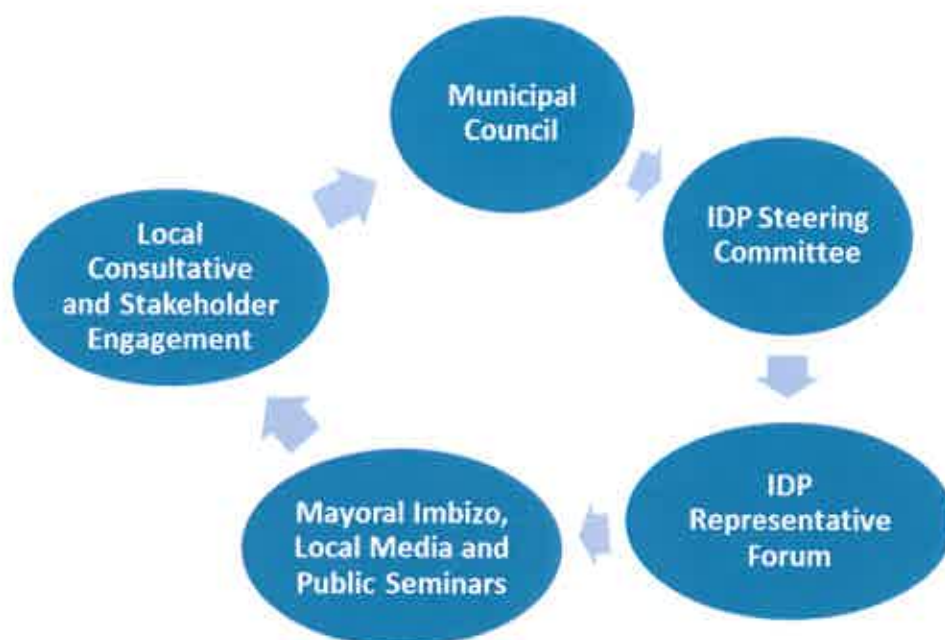 Municipal
Council
IDP Steering
Committee
IDP
Representative
Forum
Mayoral Imbizo,
Local Media and
Public Seminars
Local
Consultative
and Stakeholder
Engagement